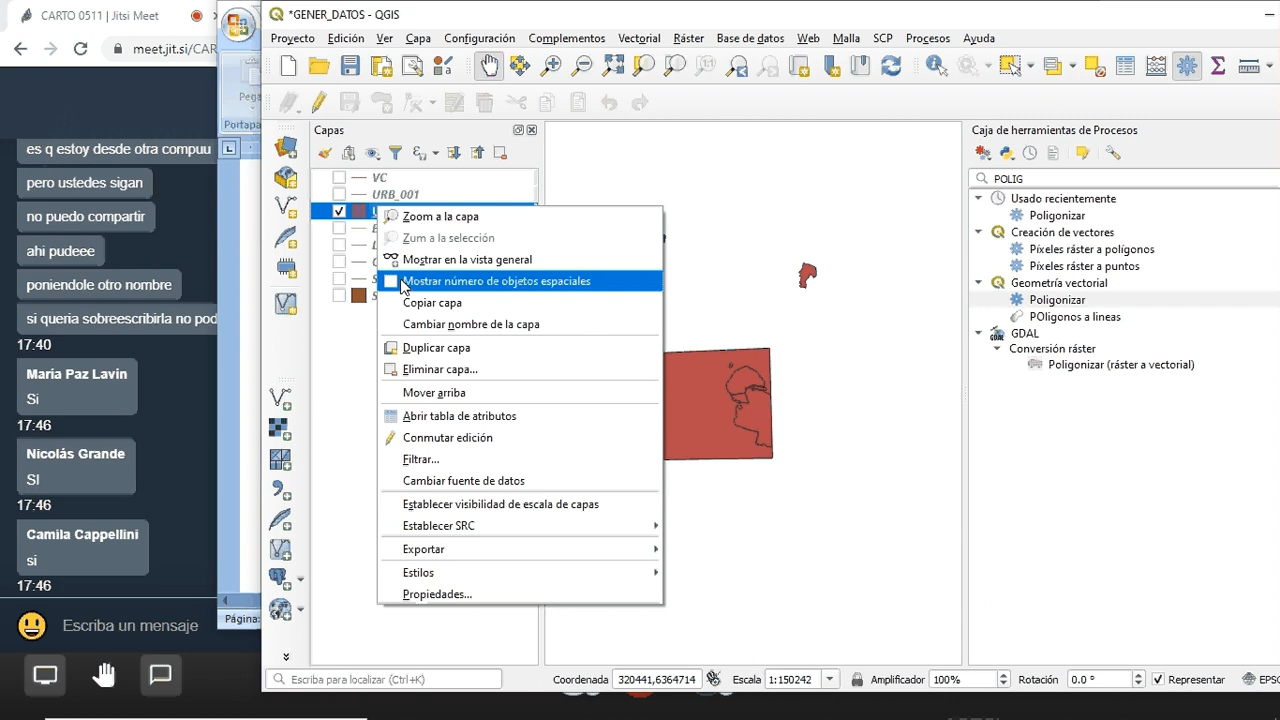 CARTO 0511 | Jitsi Meet
meet.jit.si/CAR
es q estoy desde otra compuu
pero ustedes sigan
no puedo compartir
ahi pudeee
poniendole otro nombre
si queria sobreescribirla no pod
17:40
María Paz Lavín
Si
17:46
Nicolás Grande
SI
17:46
Camila Cappellini
si
17:46
Escriba un mensaje
Pega
Portapa
L
Página:
*GENER_DATOS - QGIS
Proyecto Edición Ver Capa Configuración Complementos Vectorial Ráster Base de datos Web Malla SCP Procesos Ayuda
Capas
VC
URB_001
Zoom a la capa
Zum a la selección
Mostrar en la vista general
Mostrar número de objetos espaciales
Copiar capa
Cambiar nombre de la capa
Duplicar capa
Eliminar capa...
Mover arriba
Abrir tabla de atributos
Conmutar edición
Filtrar...
Cambiar fuente de datos
Establecer visibilidad de escala de capas
Establecer SRC
Exportar
Estilos
Propiedades...
Caja de herramientas de Procesos
POLIG
Usado recientemente
Poligonizar
Creación de vectores
Píxeles ráster a polígonos
Píxeles ráster a puntos
Geometría vectorial
Poligonizar
POligonos a lineas
GDAL
Conversión ráster
Poligonizar (ráster a vectorial)
Escriba para localizar (Ctrl+K)
Coordenada 320441,6364714 Escala 1:150242 Amplificador 100% Rotación 0.0 ° Representar EPSG